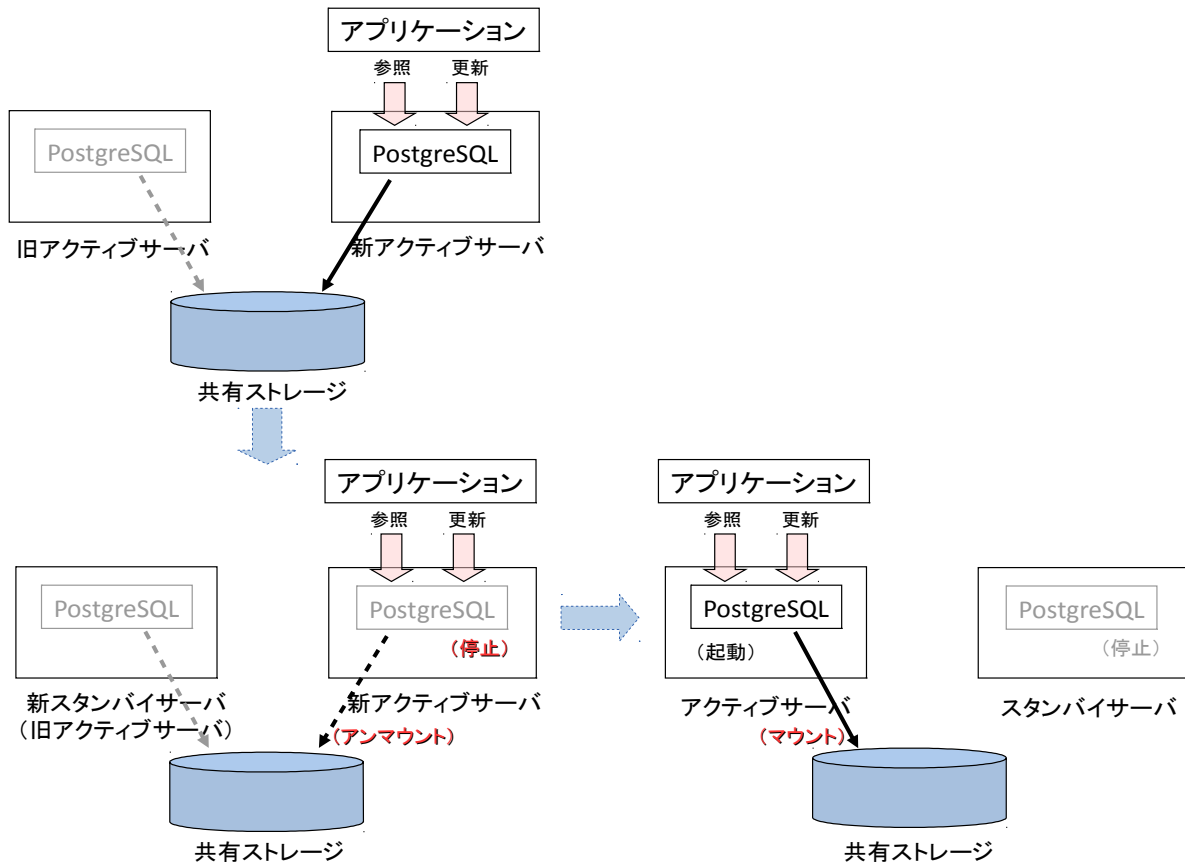 アプリケーション
参照 更新
PostgreSQL
PostgreSQL
旧アクティブサーバ
新アクティブサーバ
共有ストレージ
アプリケーション
アプリケーション
参照 更新
参照 更新
PostgreSQL
PostgreSQL
PostgreSQL
PostgreSQL
(停止)
(起動)
(停止)
新スタンバイサーバ
(旧アクティブサーバ)
新アクティブサーバ
アクティブサーバ
スタンバイサーバ
(アンマウント)
(マウント)
共有ストレージ
共有ストレージ